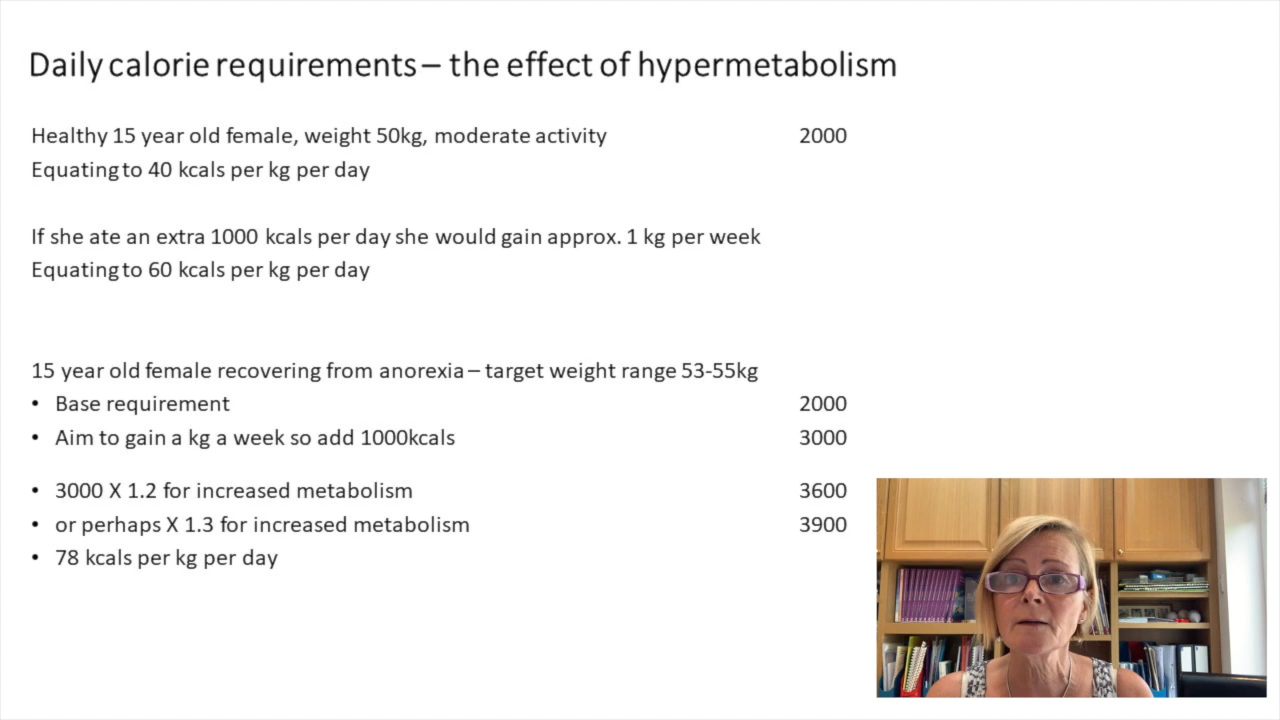 Daily calorie requirements – the effect of hypermetabolism
Healthy 15 year old female, weight 50kg, moderate activity 2000
Equating to 40 kcals per kg per day
If she ate an extra 1000 kcals per day she would gain approx. 1 kg per week
Equating to 60 kcals per kg per day
15 year old female recovering from anorexia – target weight range 53-55kg
• Base requirement 2000
• Aim to gain a kg a week so add 1000kcals 3000
• 3000 X 1.2 for increased metabolism 3600
• or perhaps X 1.3 for increased metabolism 3900
• 78 kcals per kg per day